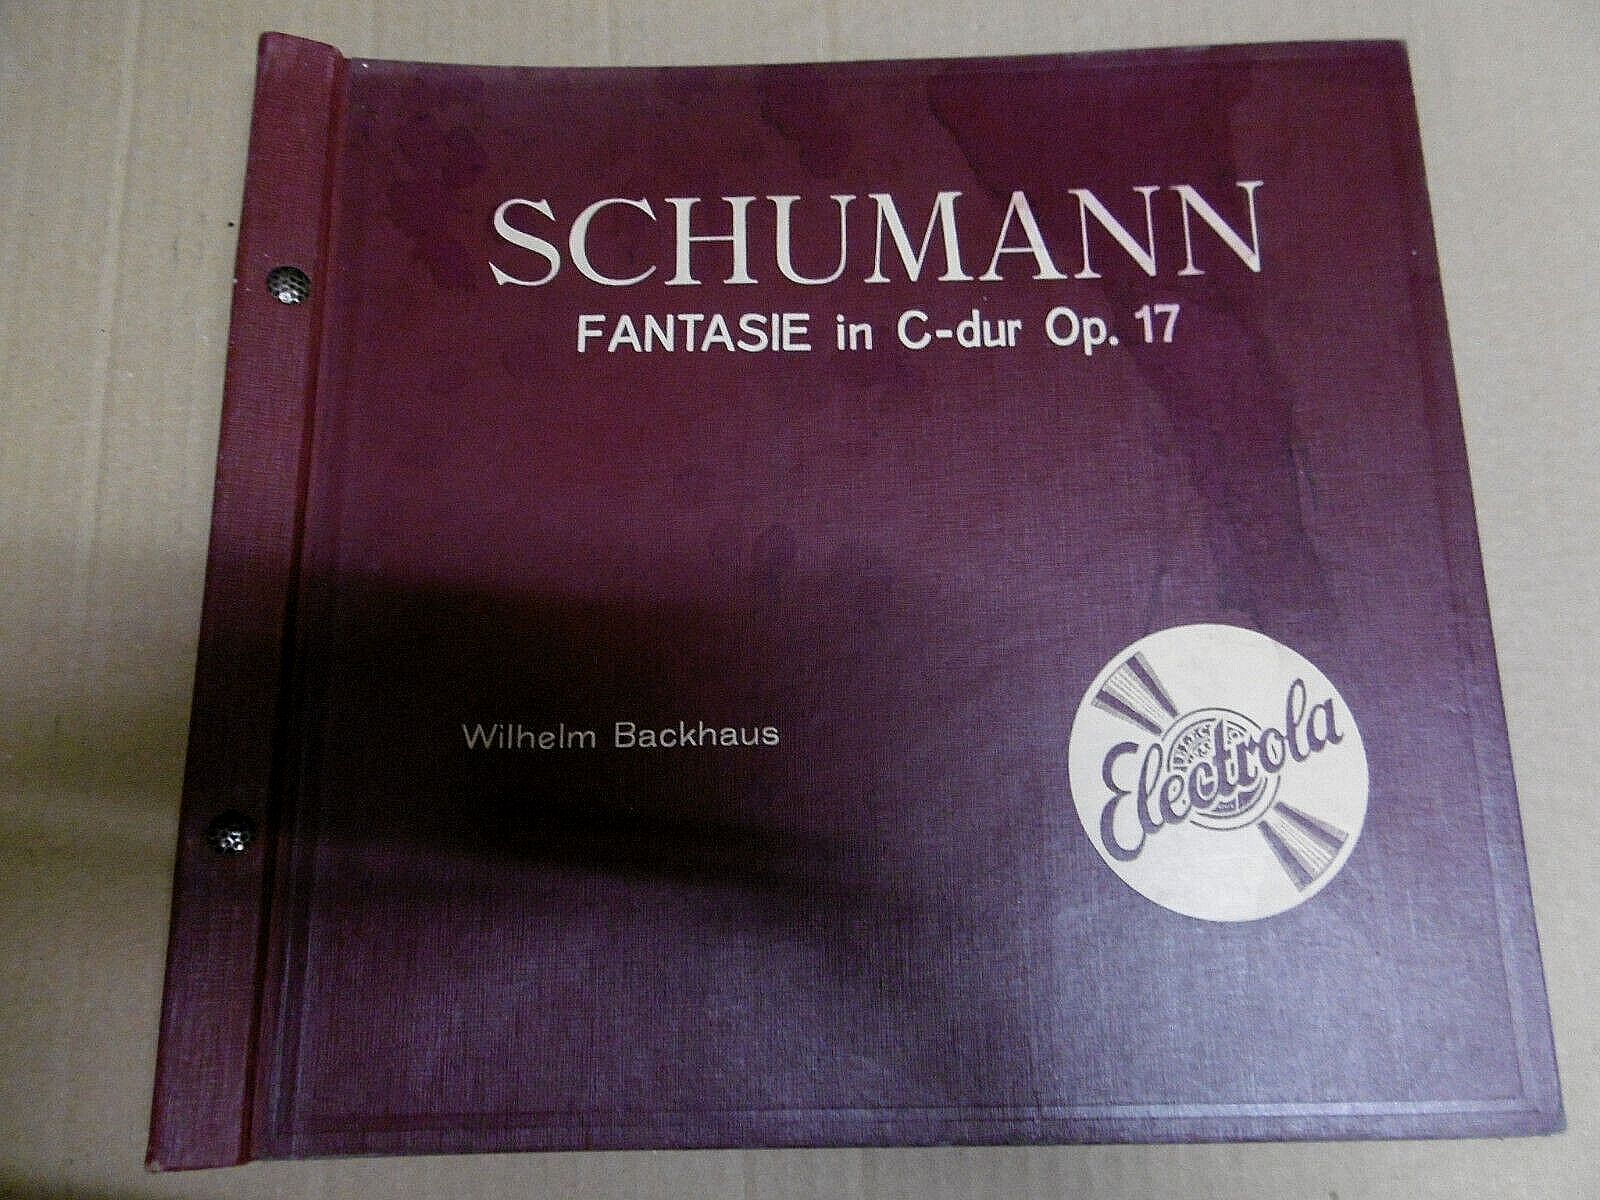 SCHUMANN
FANTASIE in C-dur Op. 17
Wilhelm Backhaus
Electrola